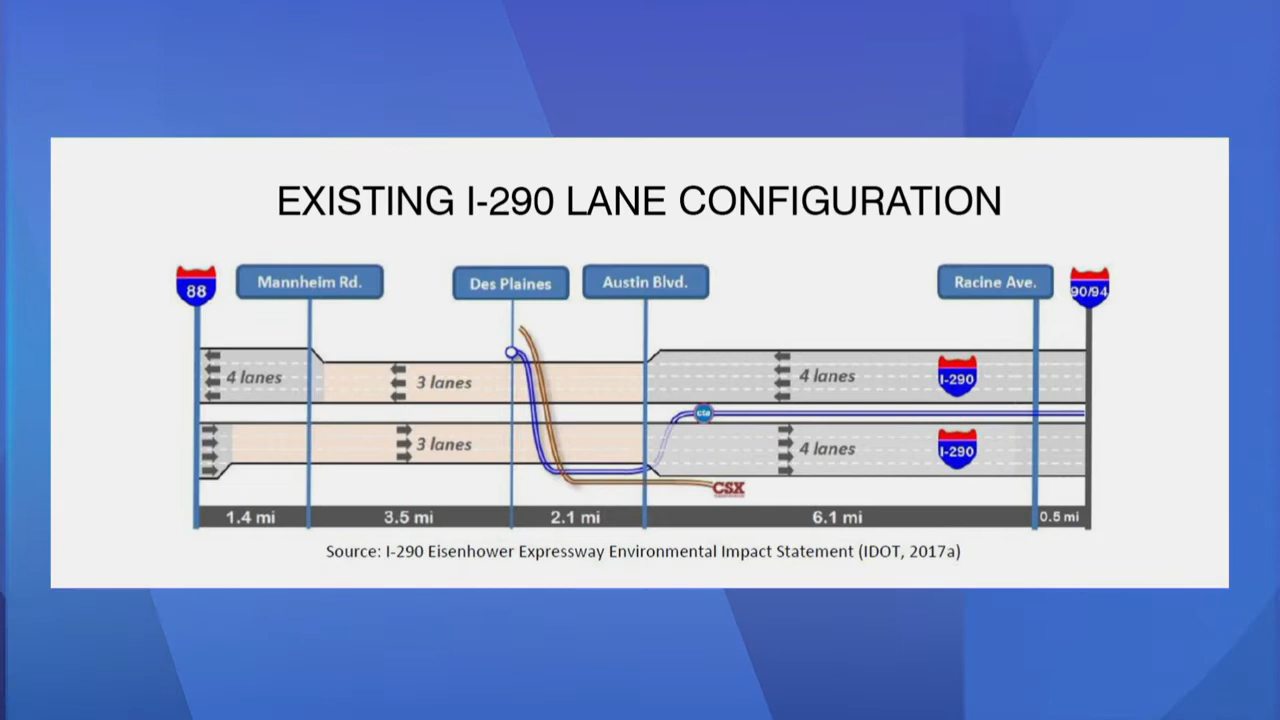 EXISTING I-290 LANE CONFIGURATION
88
Mannheim Rd.
Des Plaines
Austin Blvd.
Racine Ave.
90/94
4 lanes
3 lanes
4 lanes
I-290
cta
3 lanes
4 lanes
I-290
CSX
1.4 mi
3.5 mi
2.1 mi
6.1 mi
0.5 mi
Source: I-290 Eisenhower Expressway Environmental Impact Statement (IDOT, 2017a)